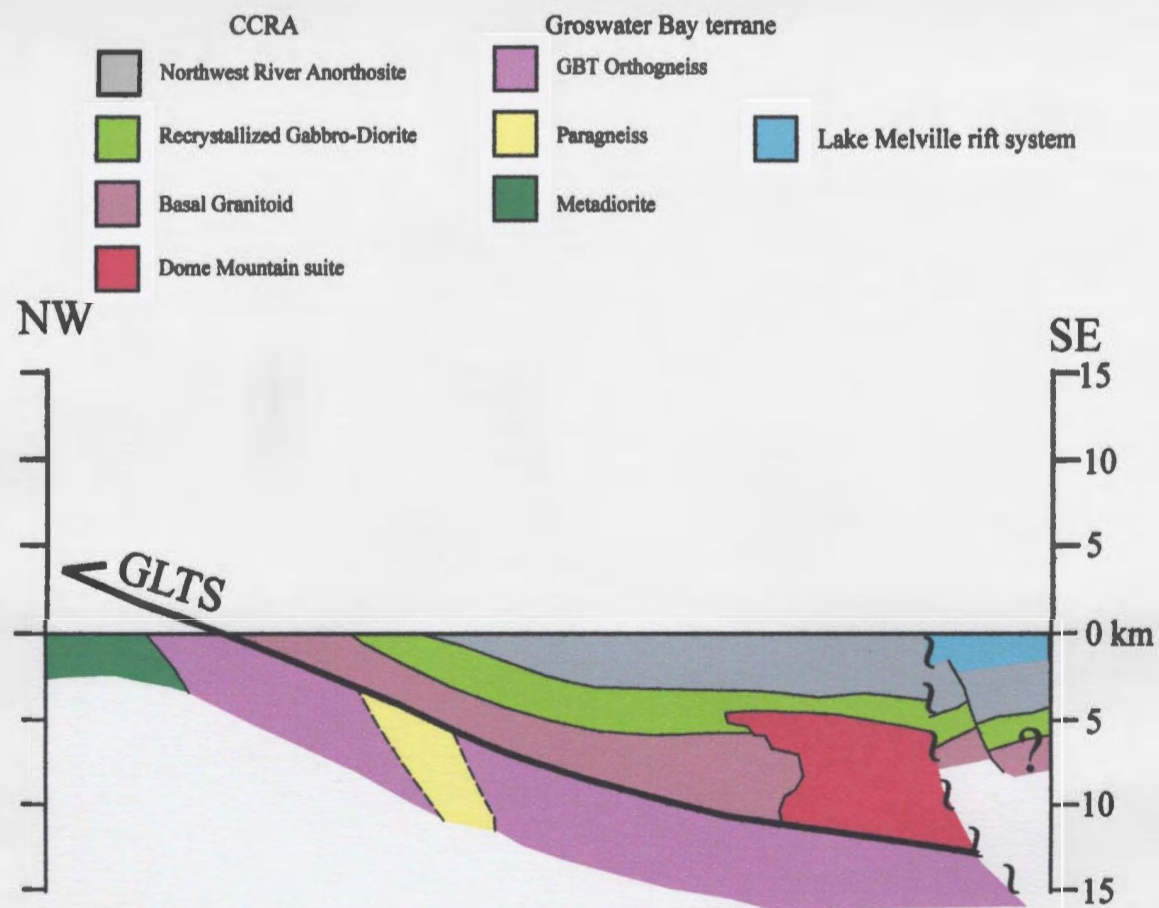 CCRA
Northwest River Anorthosite
Recrystallized Gabbro-Diorite
Basal Granitoid
Dome Mountain suite
Groswater Bay terrane
GBT Orthogneiss
Paragneiss
Metadiorite
Lake Melville rift system
NW
SE
15
10
5
GLTS
0 km
5
?
10
15